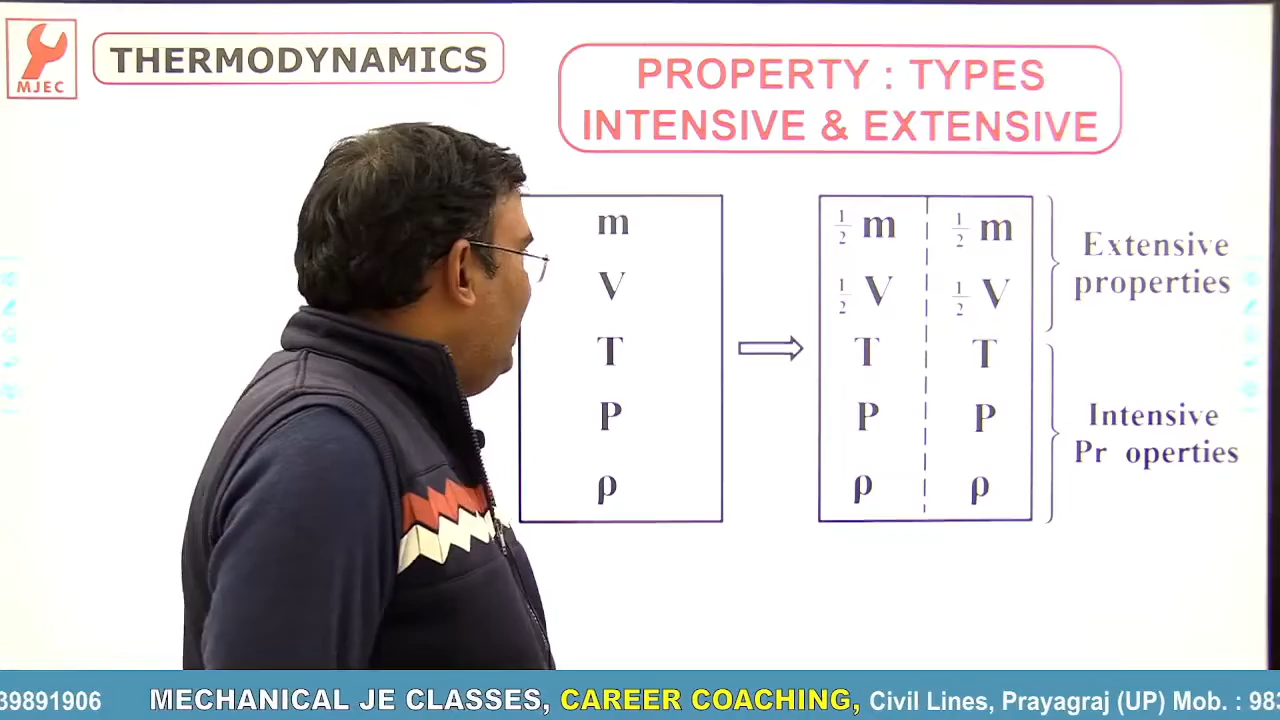 MJEC
THERMODYNAMICS
PROPERTY : TYPES
INTENSIVE & EXTENSIVE
m
V
T
P
ρ
1/2 m 1/2 m
1/2 V 1/2 V
T T
P P
ρ ρ
Extensive
properties
Intensive
Pr operties
39891906 MECHANICAL JE CLASSES, CAREER COACHING, Civil Lines, Prayagraj (UP) Mob. : 983